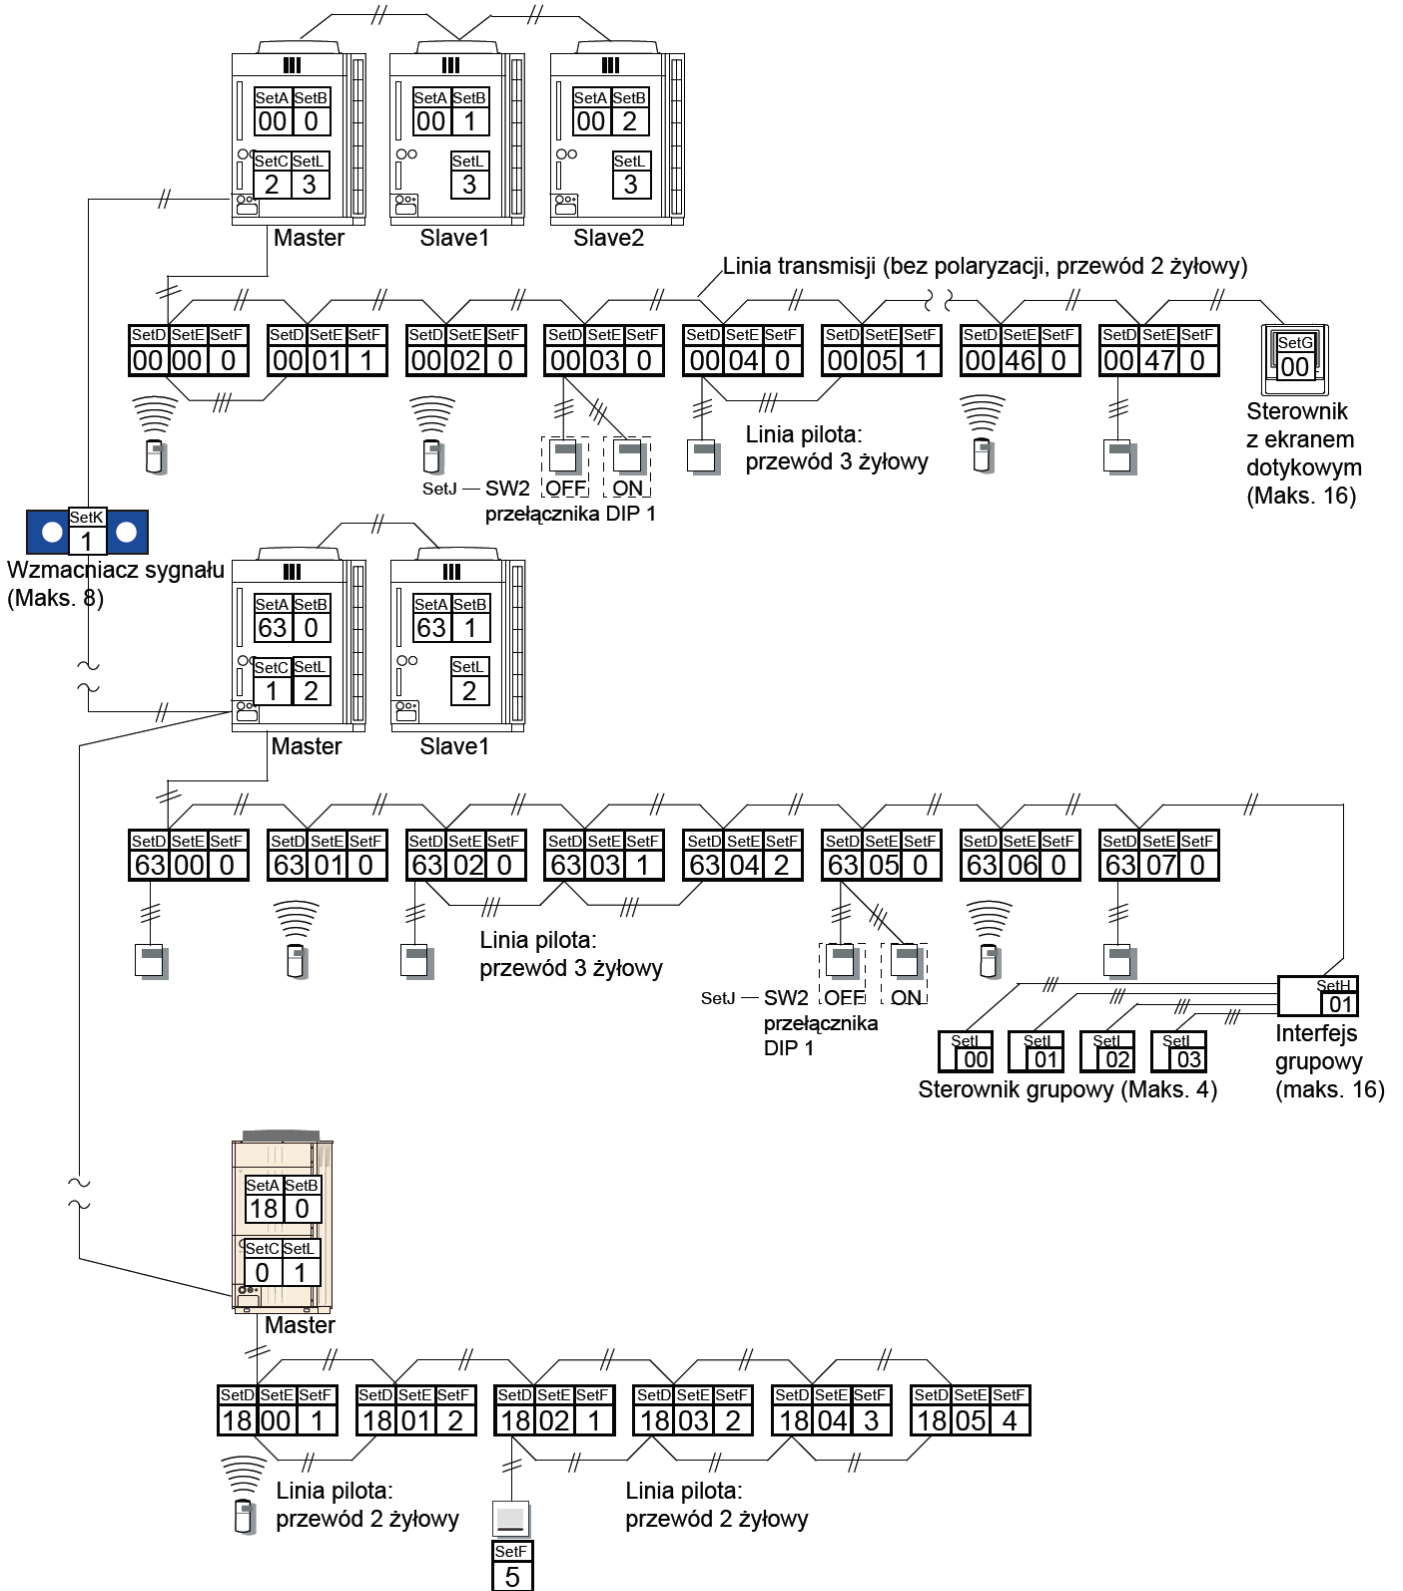 SetA SetB SetA SetB SetA SetB
00 0 00 1 00 2
SetC SetL SetL SetL
2 3 3 3
Master Slave1 Slave2
Linia transmisji (bez polaryzacji, przewód 2 żyłowy)
SetD SetE SetF SetD SetE SetF SetD SetE SetF SetD SetE SetF SetD SetE SetF SetD SetE SetF SetD SetE SetF SetD SetE SetF
00 00 0 00 01 1 00 02 0 00 03 0 00 04 0 00 05 1 00 46 0 00 47 0
SetG
00
Sterownik
z ekranem
dotykowym
(Maks. 16)
Linia pilota:
przewód 3 żyłowy
SetJ — SW2 OFF ON
przełącznika DIP 1
SetK
1
Wzmacniacz sygnału
(Maks. 8)
SetA SetB SetA SetB
63 0 63 1
SetC SetL SetL
1 2 2
Master Slave1
SetD SetE SetF SetD SetE SetF SetD SetE SetF SetD SetE SetF SetD SetE SetF SetD SetE SetF SetD SetE SetF SetD SetE SetF
63 00 0 63 01 0 63 02 0 63 03 1 63 04 2 63 05 0 63 06 0 63 07 0
Linia pilota:
przewód 3 żyłowy
SetJ — SW2 OFF ON
przełącznika
DIP 1
SetH
01
Interfejs
grupowy
(maks. 16)
SetI SetI SetI SetI
00 01 02 03
Sterownik grupowy (Maks. 4)
SetA SetB
18 0
SetC SetL
0 1
Master
SetD SetE SetF SetD SetE SetF SetD SetE SetF SetD SetE SetF SetD SetE SetF SetD SetE SetF
18 00 1 18 01 2 18 02 1 18 03 2 18 04 3 18 05 4
Linia pilota:
przewód 2 żyłowy
Linia pilota:
przewód 2 żyłowy
SetF
5